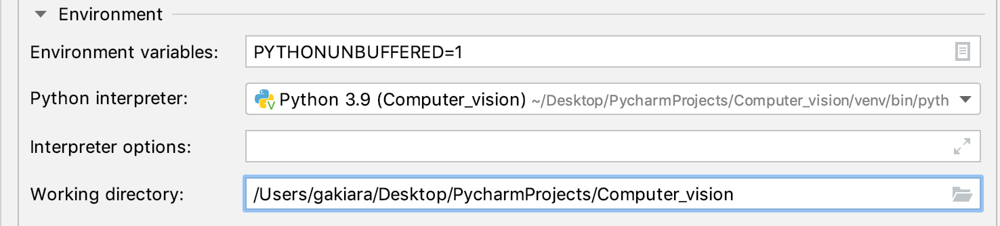 Environment
Environment variables: PYTHONUNBUFFERED=1
Python interpreter: Python 3.9 (Computer_vision) ~/Desktop/PycharmProjects/Computer_vision/venv/bin/pyth
Interpreter options:
Working directory: /Users/gakiara/Desktop/PycharmProjects/Computer_vision